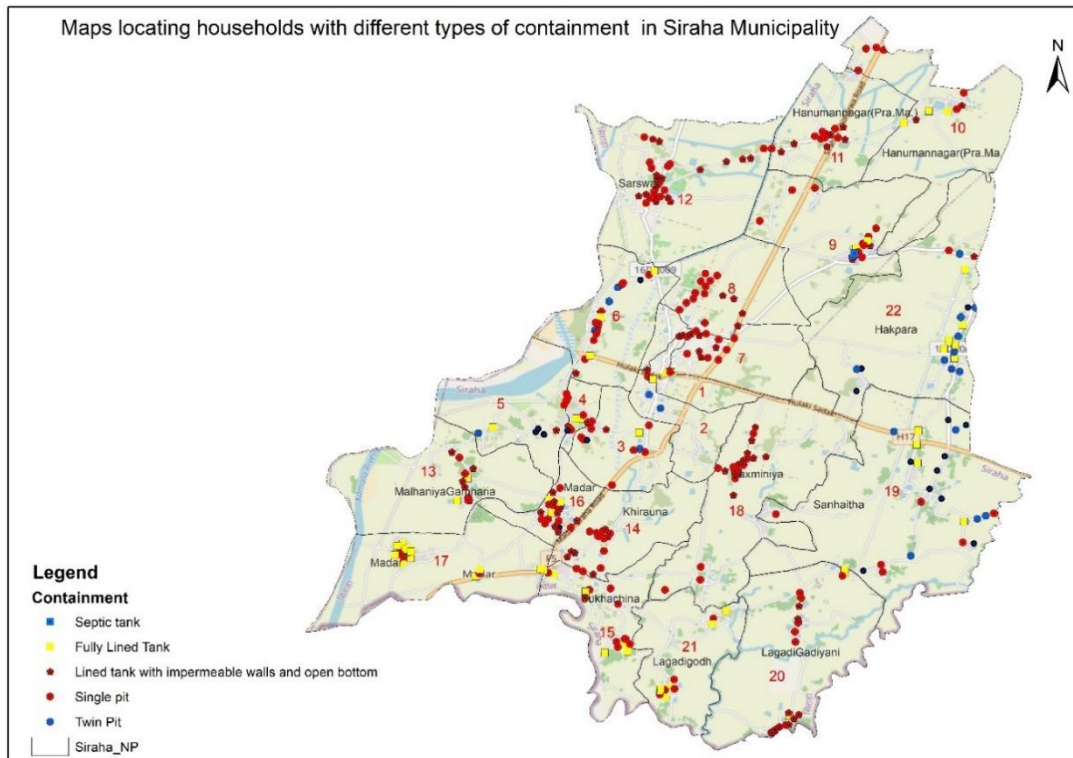 Maps locating households with different types of containment in Siraha Municipality
N
Siraha
Hanumannagar(Pra.Ma.)
10
11
Hanumannagar(Pra.Ma
Sarswa
12
9
8
22
6
Hakpara
7
Siraha
5
4
1
2
3
H17
Siraha
13
MalhaniyaGamharia
Madar
16
Khirauna
14
Laxminiya
18
Sanhaitha
19
Madar
17
15
21
Lagadigodh
LagadiGadiyani
20
Legend
Containment
Septic tank
Fully Lined Tank
Lined tank with impermeable walls and open bottom
Single pit
Twin Pit
Siraha_NP